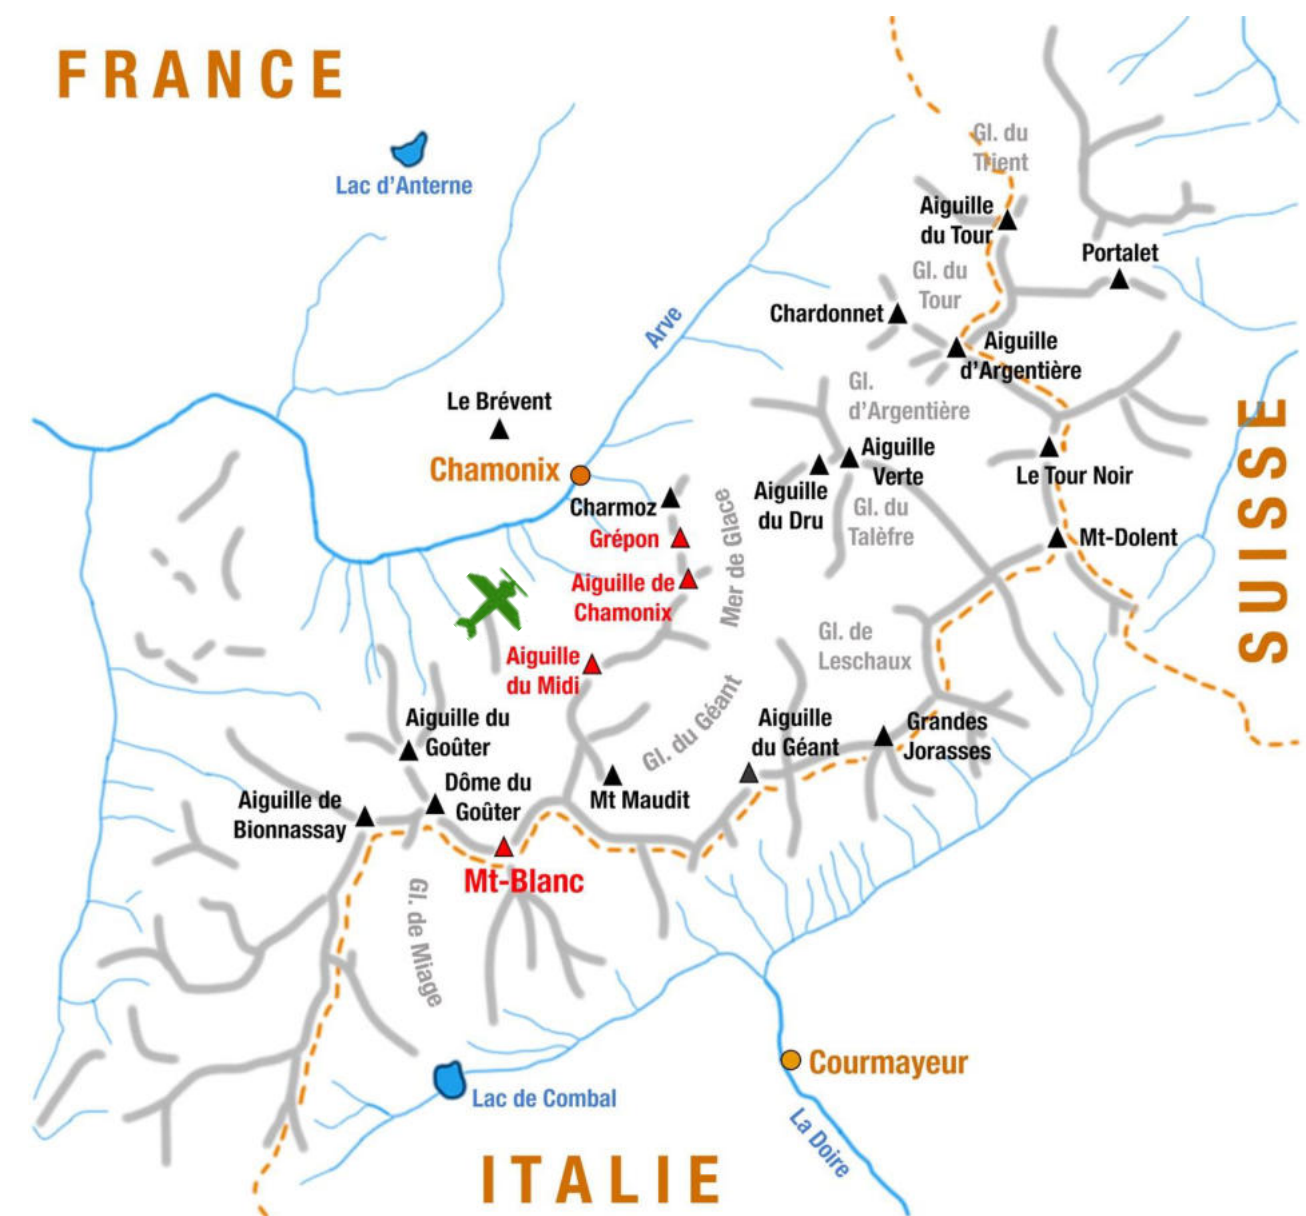 FRANCE
Gl. du
Trient
Lac d'Anterne
Aiguille
du Tour
Portalet
Gl. du
Tour
Chardonnet
Arve
Aiguille
d'Argentière
Gl.
d'Argentière
Le Brévent
Chamonix
Aiguille
Verte
Le Tour Noir
SUISSE
Charmoz
Aiguille
du Dru
Gl. du
Talèfre
Grépon
Mer de Glace
Mt-Dolent
Aiguille de
Chamonix
Gl. de
Leschaux
Aiguille
du Midi
Gl. du Géant
Aiguille du
Goûter
Aiguille
du Géant
Grandes
Jorasses
Dôme du
Goûter
Mt Maudit
Aiguille de
Bionnassay
Mt-Blanc
Gl. de Miage
Courmayeur
Lac de Combal
La Doire
ITALIE